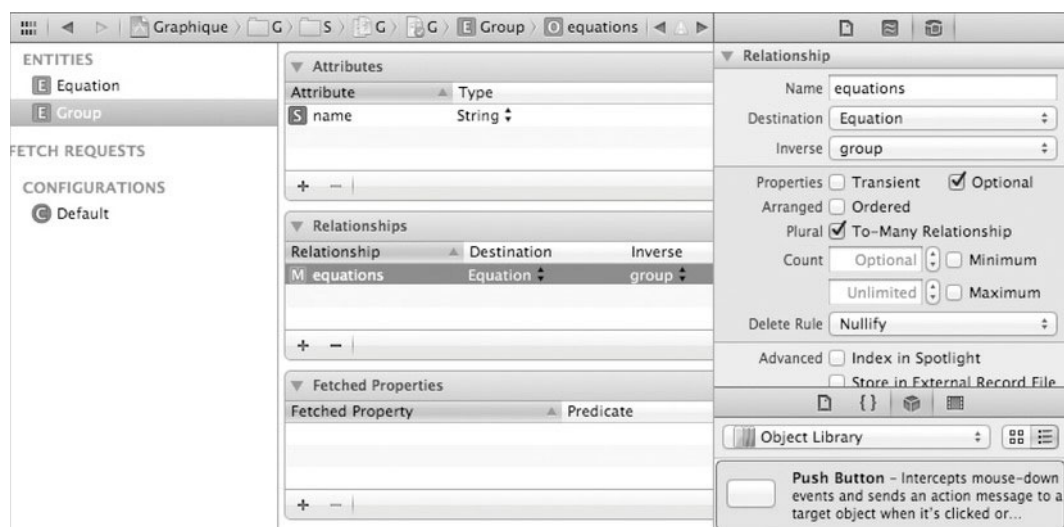 Graphique G S G G E Group O equations
ENTITIES
E Equation
E Group
FETCH REQUESTS
CONFIGURATIONS
C Default
Attributes
Attribute Type
S name String
Relationships
Relationship Destination Inverse
M equations Equation group
Fetched Properties
Fetched Property Predicate
Relationship
Name equations
Destination Equation
Inverse group
Properties Transient Optional
Arranged Ordered
Plural To-Many Relationship
Count Optional Minimum
Unlimited Maximum
Delete Rule Nullify
Advanced Index in Spotlight
Store in External Record File
{ }
Object Library
Push Button – Intercepts mouse-down
events and sends an action message to a
target object when it's clicked or...